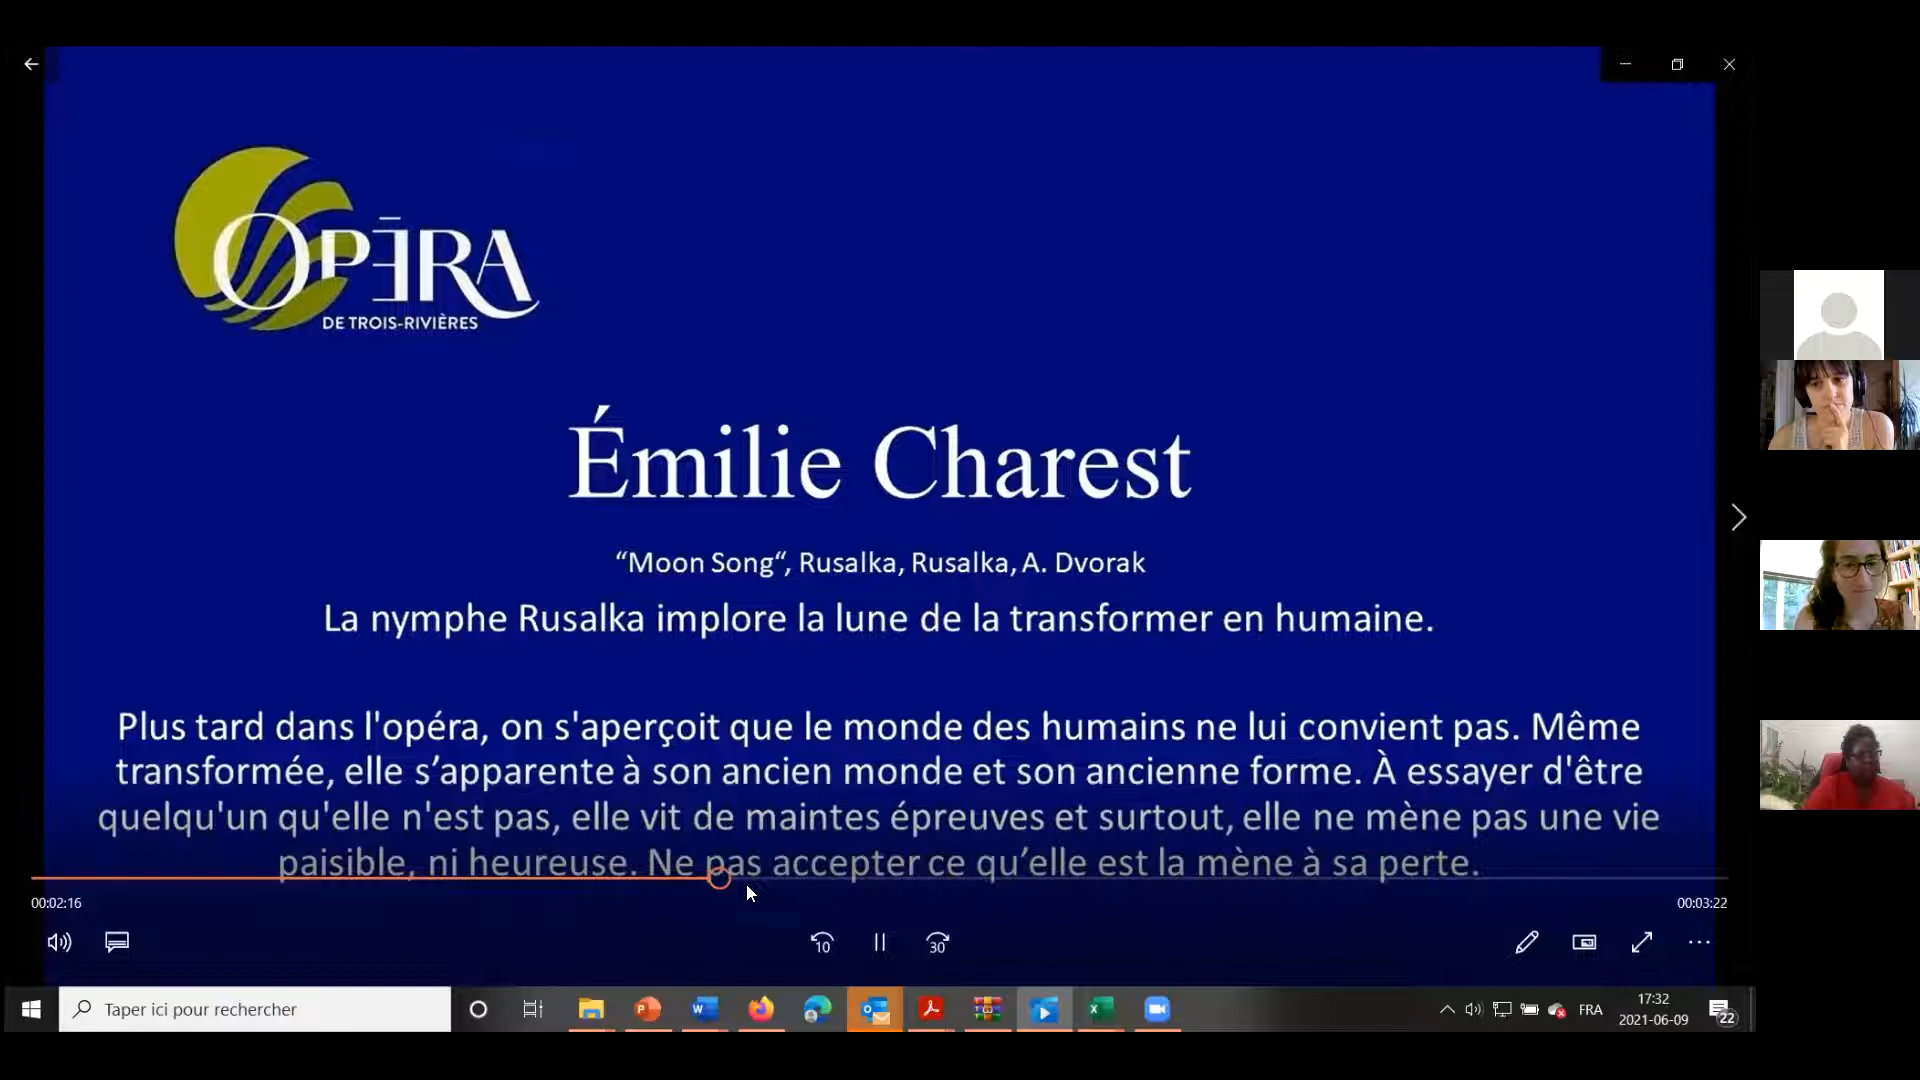 OPÉRA
DE TROIS-RIVIÈRES
Émilie Charest
“Moon Song“, Rusalka, Rusalka, A. Dvorak
La nymphe Rusalka implore la lune de la transformer en humaine.
Plus tard dans l'opéra, on s'aperçoit que le monde des humains ne lui convient pas. Même
transformée, elle s’apparente à son ancien monde et son ancienne forme. À essayer d'être
quelqu'un qu'elle n'est pas, elle vit de maintes épreuves et surtout, elle ne mène pas une vie
paisible, ni heureuse. Ne pas accepter ce qu’elle est la mène à sa perte.
00:02:16
00:03:22
10
30
Taper ici pour rechercher
FRA
17:32
2021-06-09
22